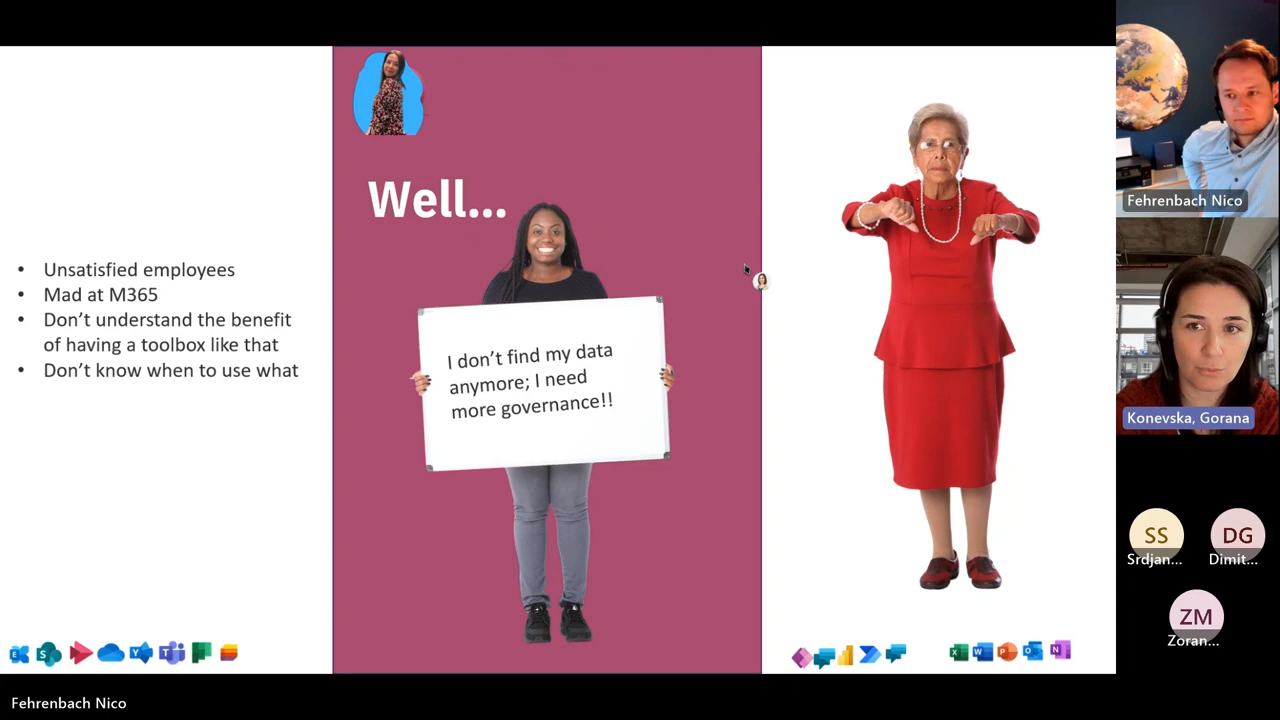 Well...
• Unsatisfied employees
• Mad at M365
• Don't understand the benefit
of having a toolbox like that
• Don't know when to use what
I don't find my data
anymore; I need
more governance!!
Fehrenbach Nico
Konevska, Gorana
SS
Srdjan...
DG
Dimit...
ZM
Zoran...
Fehrenbach Nico